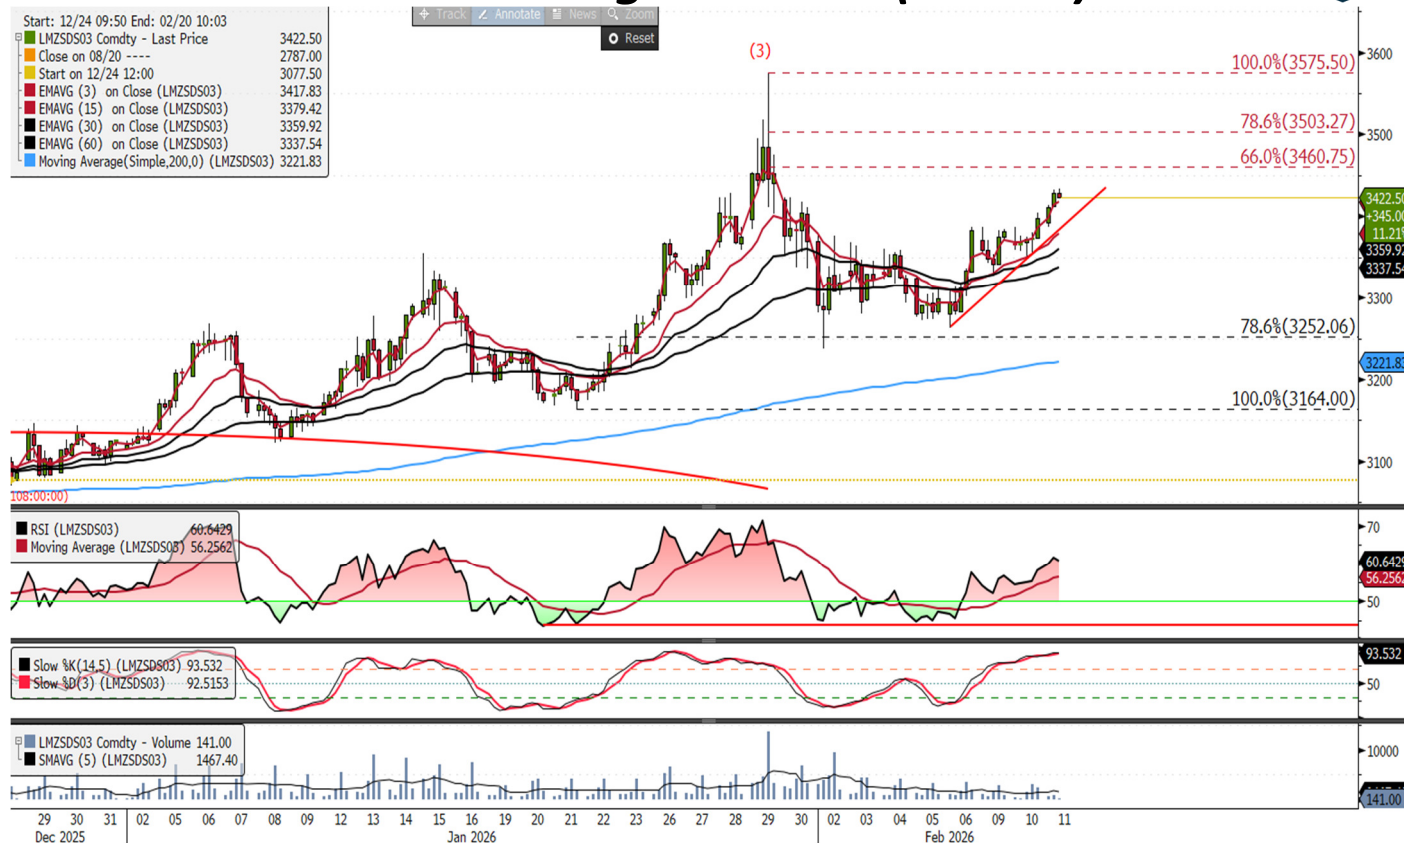 Track Annotate News Zoom
Reset
Start: 12/24 09:50 End: 02/20 10:03
LMZSDS03 Comdty - Last Price 3422.50
Close on 08/20 ---- 2787.00
Start on 12/24 12:00 3077.50
EMAVG (3) on Close (LMZSDS03) 3417.83
EMAVG (15) on Close (LMZSDS03) 3379.42
EMAVG (30) on Close (LMZSDS03) 3359.92
EMAVG (60) on Close (LMZSDS03) 3337.54
Moving Average(Simple,200,0) (LMZSDS03) 3221.83
(3)
100.0%(3575.50)
78.6%(3503.27)
66.0%(3460.75)
78.6%(3252.06)
100.0%(3164.00)
3600
3500
3422.50
+345.00
11.21%
3359.92
3337.54
3300
3221.83
3200
3100
108:00:00)
RSI (LMZSDS03) 60.6429
Moving Average (LMZSDS03) 56.2562
70
60.6429
56.2562
50
Slow %K(14,5) (LMZSDS03) 93.532
Slow %D(3) (LMZSDS03) 92.5153
93.532
50
LMZSDS03 Comdty - Volume 141.00
SMAVG (5) (LMZSDS03) 1467.40
10000
141.00
29 30 31 02 05 06 07 08 09 12 13 14 15 16 19 20 21 22 23 26 27 28 29 30 02 03 04 05 06 09 10 11
Dec 2025 Jan 2026 Feb 2026